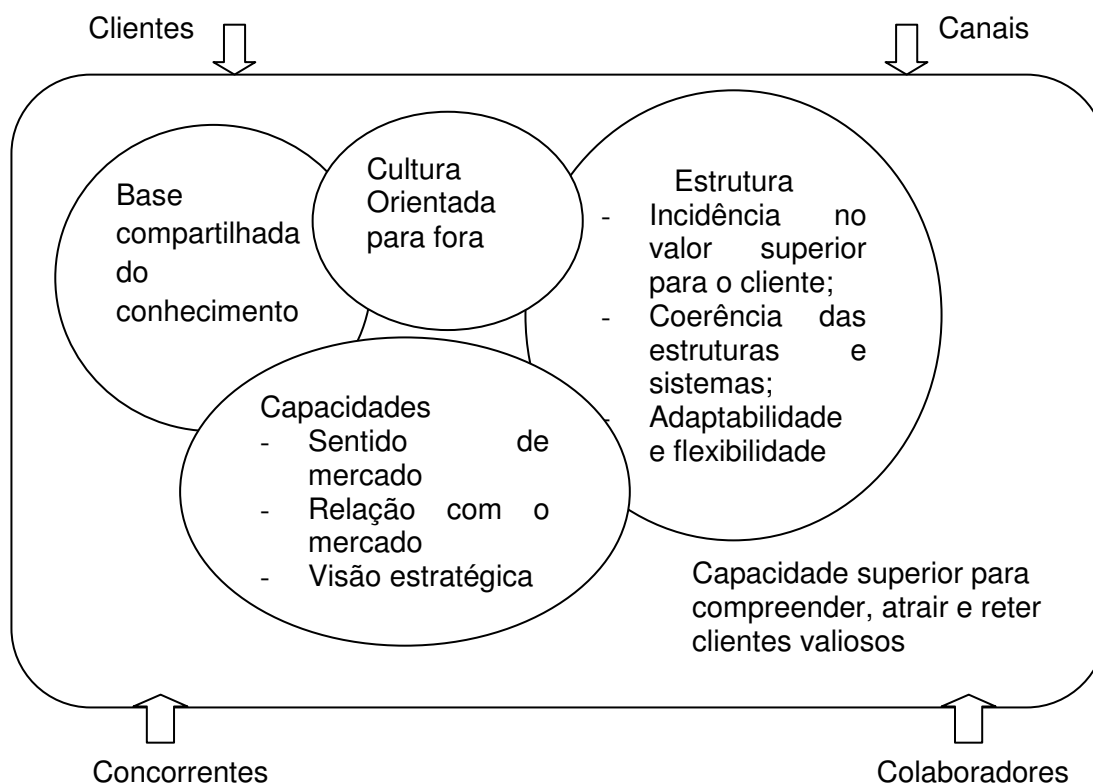 Clientes
Canais
Base
compartilhada
do
conhecimento
Cultura
Orientada
para fora
Estrutura
- Incidência no
valor superior
para o cliente;
- Coerência das
estruturas e
sistemas;
- Adaptabilidade
e flexibilidade
Capacidades
- Sentido de
mercado
- Relação com o
mercado
- Visão estratégica
Capacidade superior para
compreender, atrair e reter
clientes valiosos
Concorrentes
Colaboradores